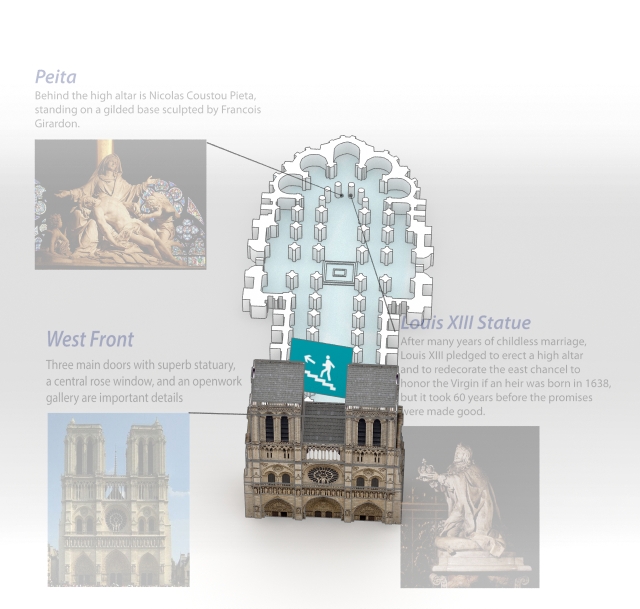 Peita
Behind the high altar is Nicolas Coustou Pieta,
standing on a gilded base sculpted by Francois
Girardon.
West Front
Three main doors with superb statuary,
a central rose window, and an openwork
gallery are important details
Louis XIII Statue
After many years of childless marriage,
Louis XIII pledged to erect a high altar
and to redecorate the east chancel to
honor the Virgin if an heir was born in 1638,
but it took 60 years before the promises
were made good.